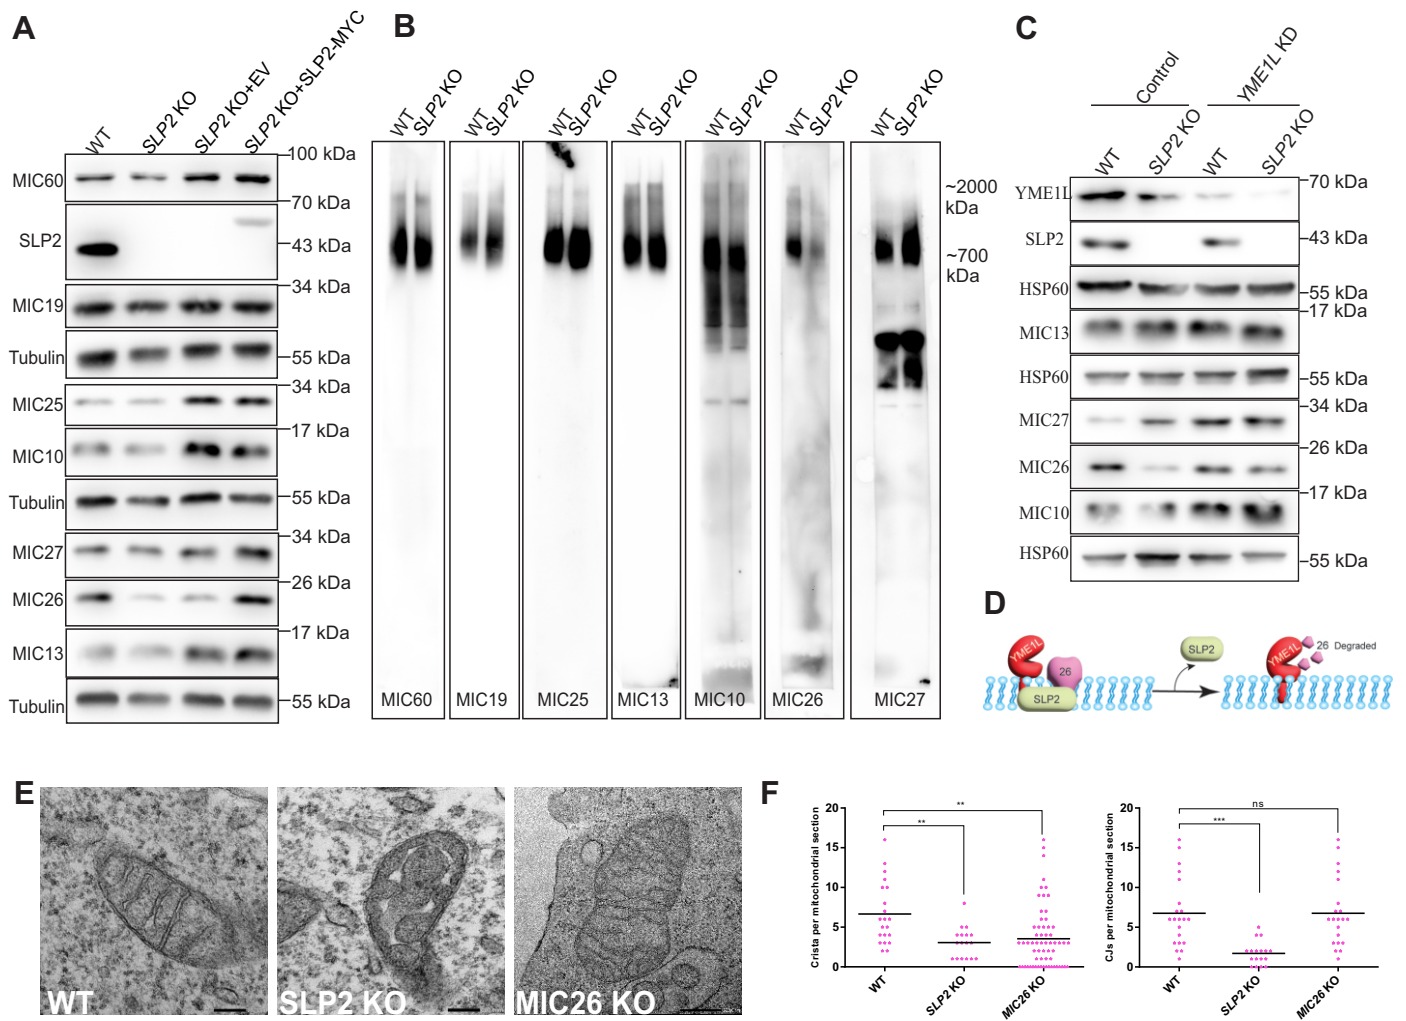 A
WT
SLP2 KO
SLP2 KO+EV
SLP2 KO+SLP2-MYC
MIC60
100 kDa
70 kDa
SLP2
43 kDa
34 kDa
MIC19
Tubulin
55 kDa
34 kDa
MIC25
17 kDa
MIC10
Tubulin
55 kDa
34 kDa
MIC27
26 kDa
MIC26
17 kDa
MIC13
Tubulin
55 kDa
B
WT
SLP2 KO
WT
SLP2 KO
WT
SLP2 KO
WT
SLP2 KO
WT
SLP2 KO
WT
SLP2 KO
WT
SLP2 KO
~2000
kDa
~700
kDa
MIC60
MIC19
MIC25
MIC13
MIC10
MIC26
MIC27
C
Control
YME1L KD
WT
SLP2 KO
WT
SLP2 KO
YME1L
70 kDa
SLP2
43 kDa
HSP60
55 kDa
17 kDa
MIC13
HSP60
55 kDa
34 kDa
MIC27
26 kDa
MIC26
17 kDa
MIC10
HSP60
55 kDa
D
YME1L
26
SLP2
SLP2
YME1L
26 Degraded
E
WT
SLP2 KO
MIC26 KO
F
Crista per mitochondrial section
20
15
10
5
0
**
**
WT
SLP2 KO
MIC26 KO
CJs per mitochondrial section
20
15
10
5
0
ns
***
WT
SLP2 KO
MIC26 KO